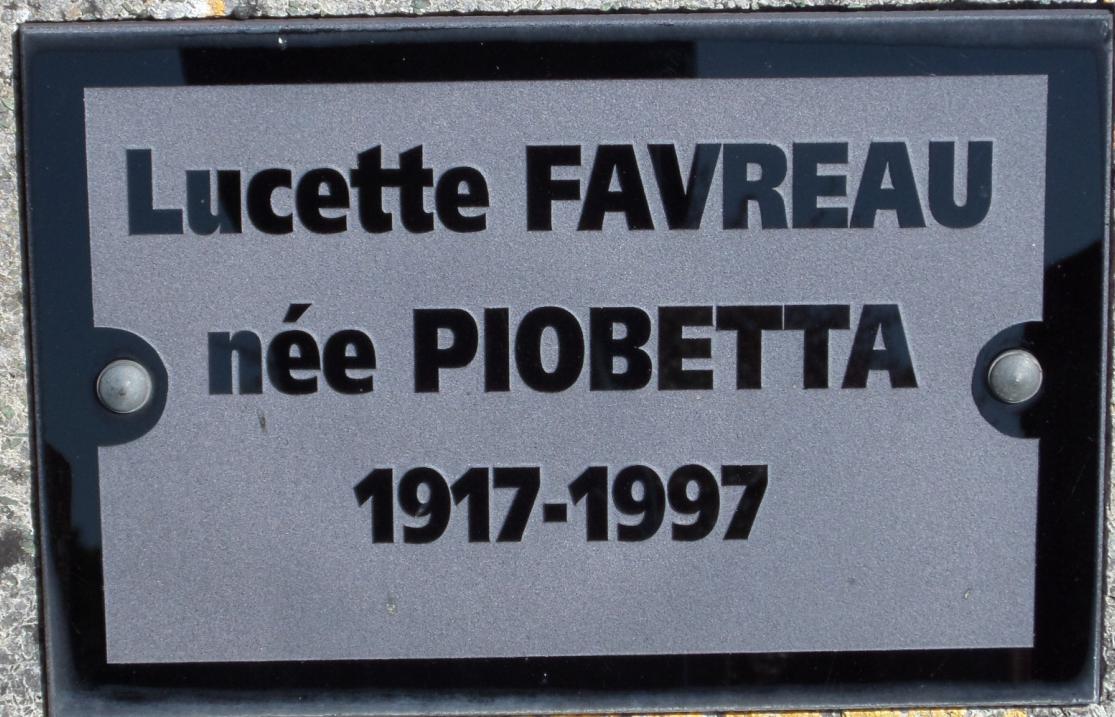 Lucette FAVREAU
née PIOBETTA
1917-1997